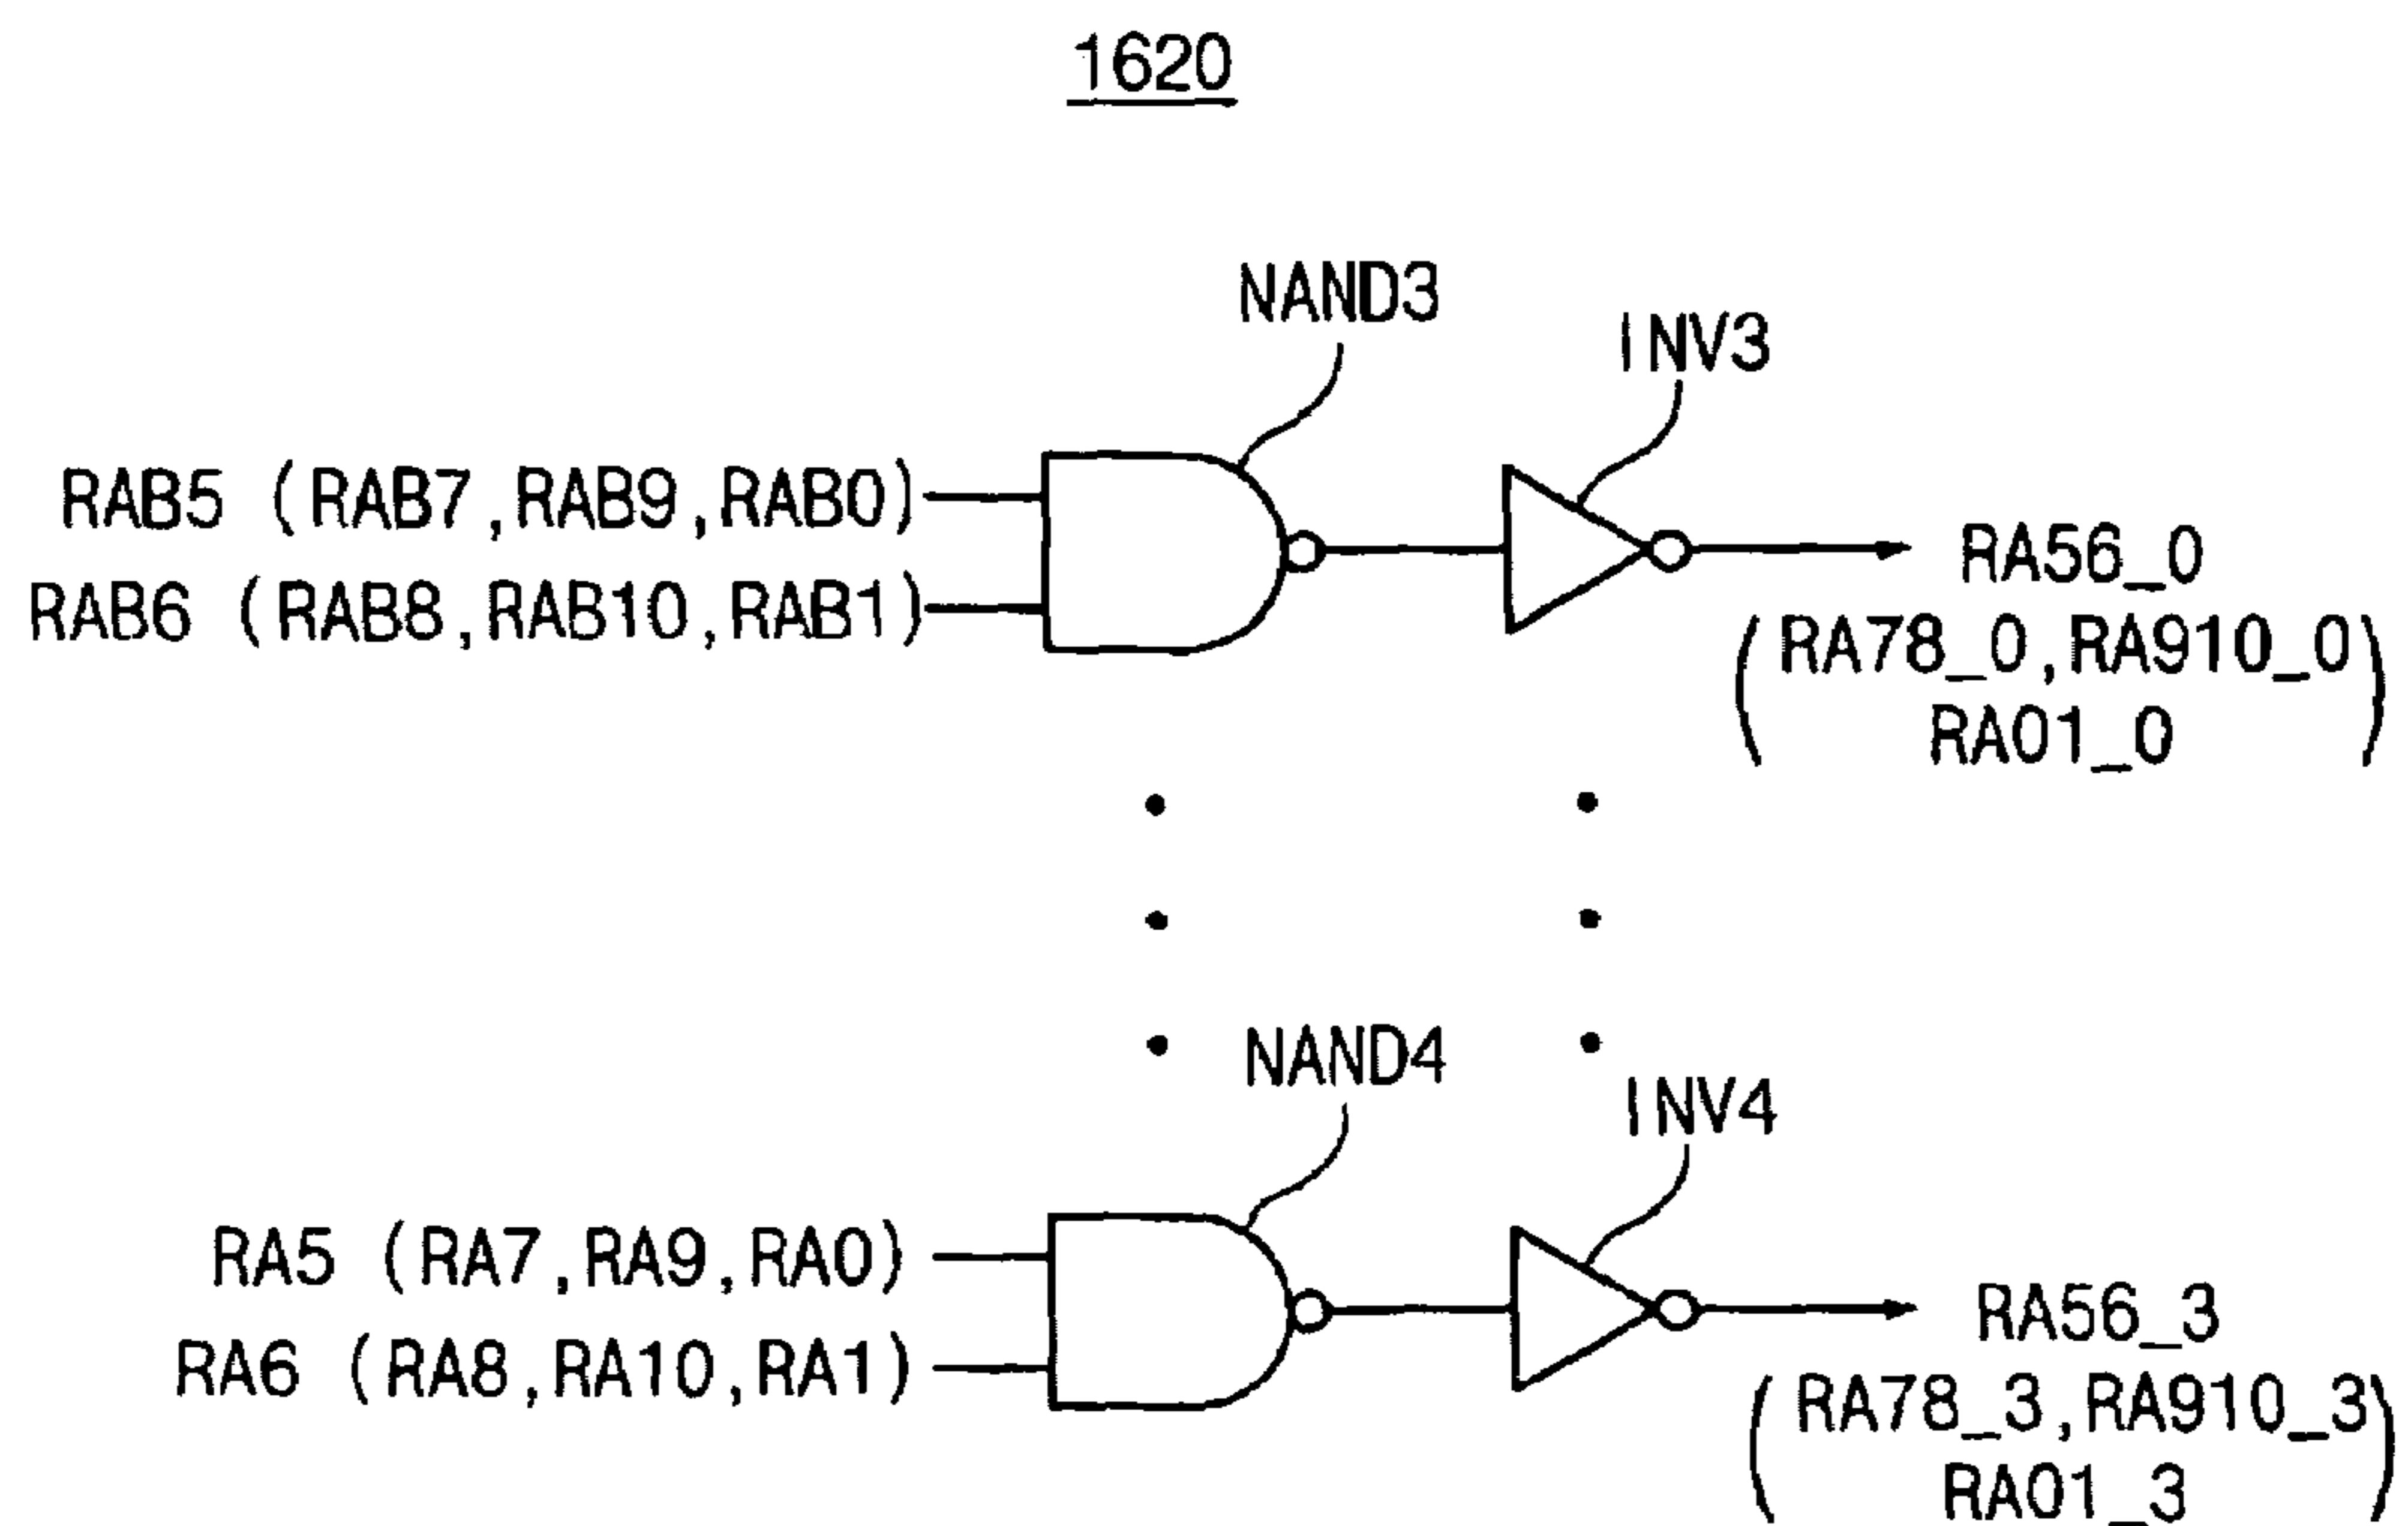 1620
NAND3
INV3
RAB5 (RAB7,RAB9,RAB0)
RAB6 (RAB8,RAB10,RAB1)
RA56_0
(RA78_0,RA910_0
RA01_0)
NAND4
INV4
RA5 (RA7,RA9,RA0)
RA6 (RA8,RA10,RA1)
RA56_3
(RA78_3,RA910_3
RA01_3)